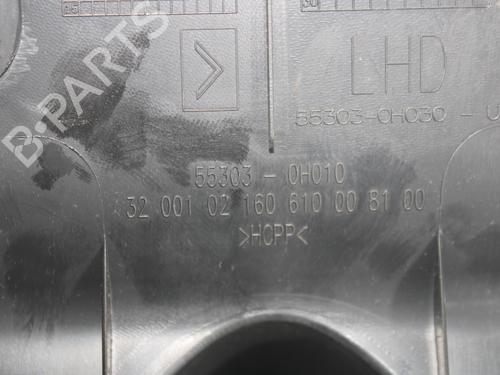 B-PARTS
LHD
55303-0H030 - U
55303 - 0H010
32 001 02 160 610 00 81 00
>HCPP<